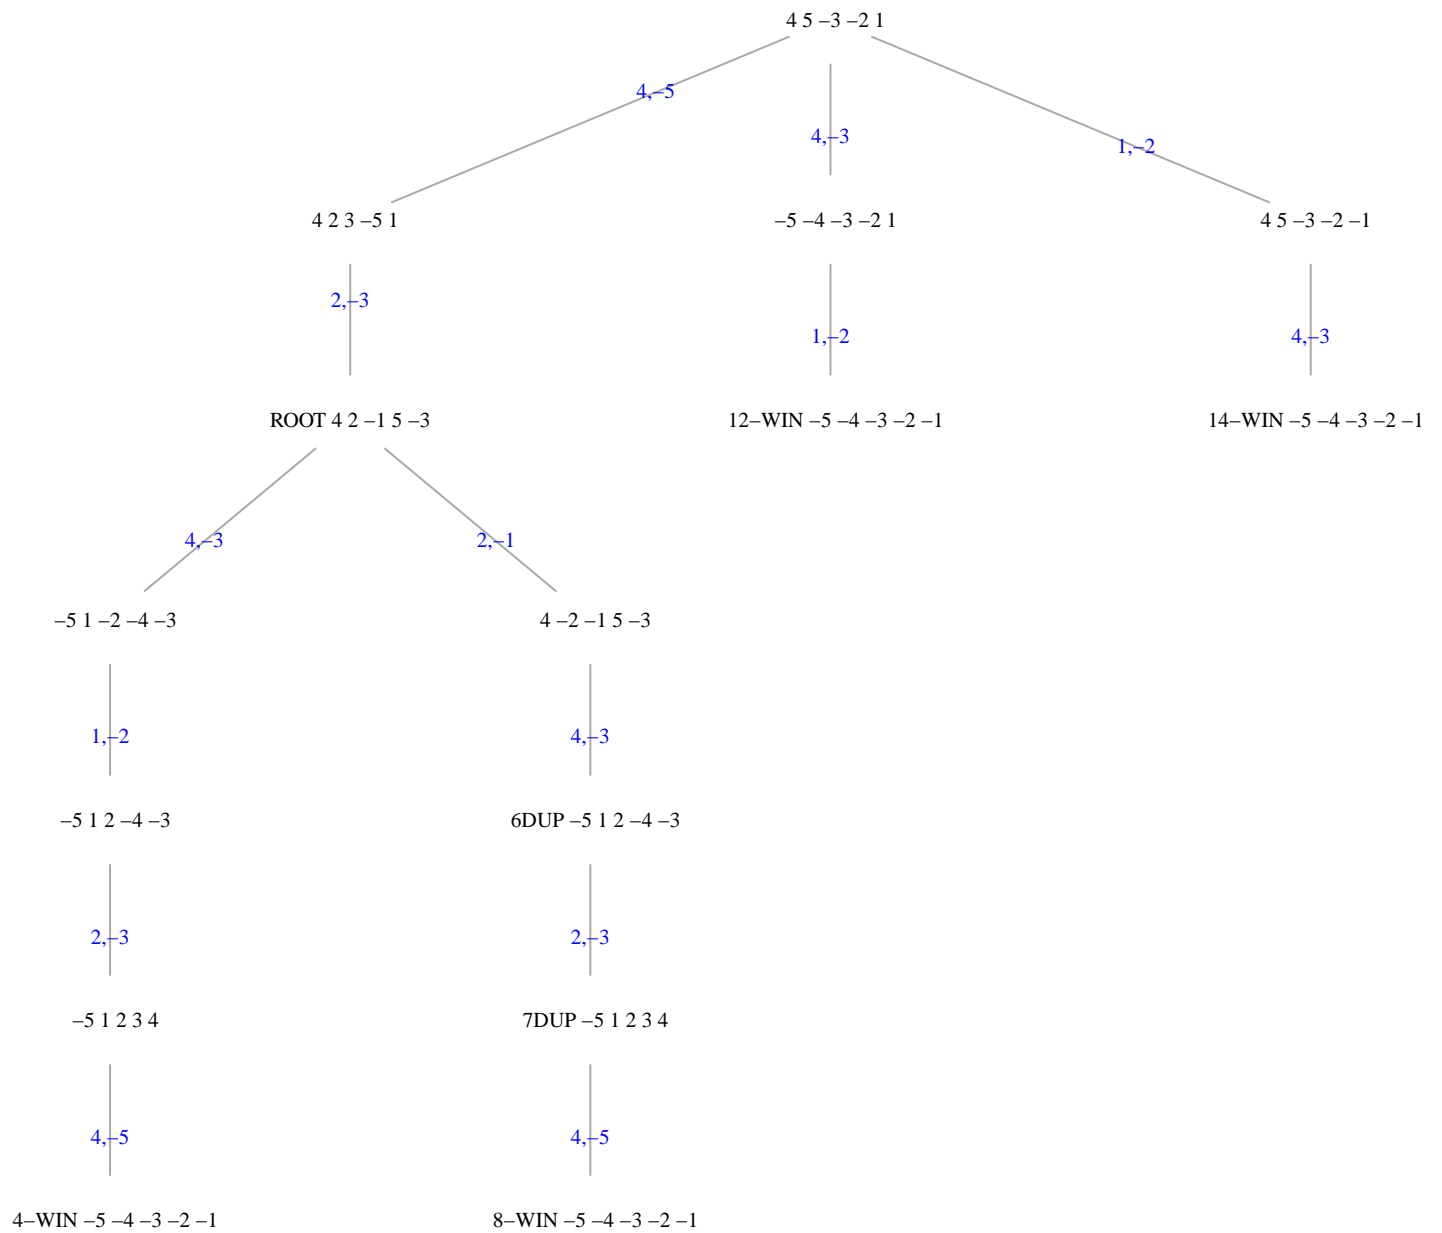 4 5 –3 –2 1
4,–5
4,–3
1,–2
4 2 3 –5 1
–5 –4 –3 –2 1
4 5 –3 –2 –1
2,–3
1,–2
4,–3
ROOT 4 2 –1 5 –3
12–WIN –5 –4 –3 –2 –1
14–WIN –5 –4 –3 –2 –1
4,–3
2,–1
–5 1 –2 –4 –3
4 –2 –1 5 –3
1,–2
4,–3
–5 1 2 –4 –3
6DUP –5 1 2 –4 –3
2,–3
2,–3
–5 1 2 3 4
7DUP –5 1 2 3 4
4,–5
4,–5
4–WIN –5 –4 –3 –2 –1
8–WIN –5 –4 –3 –2 –1